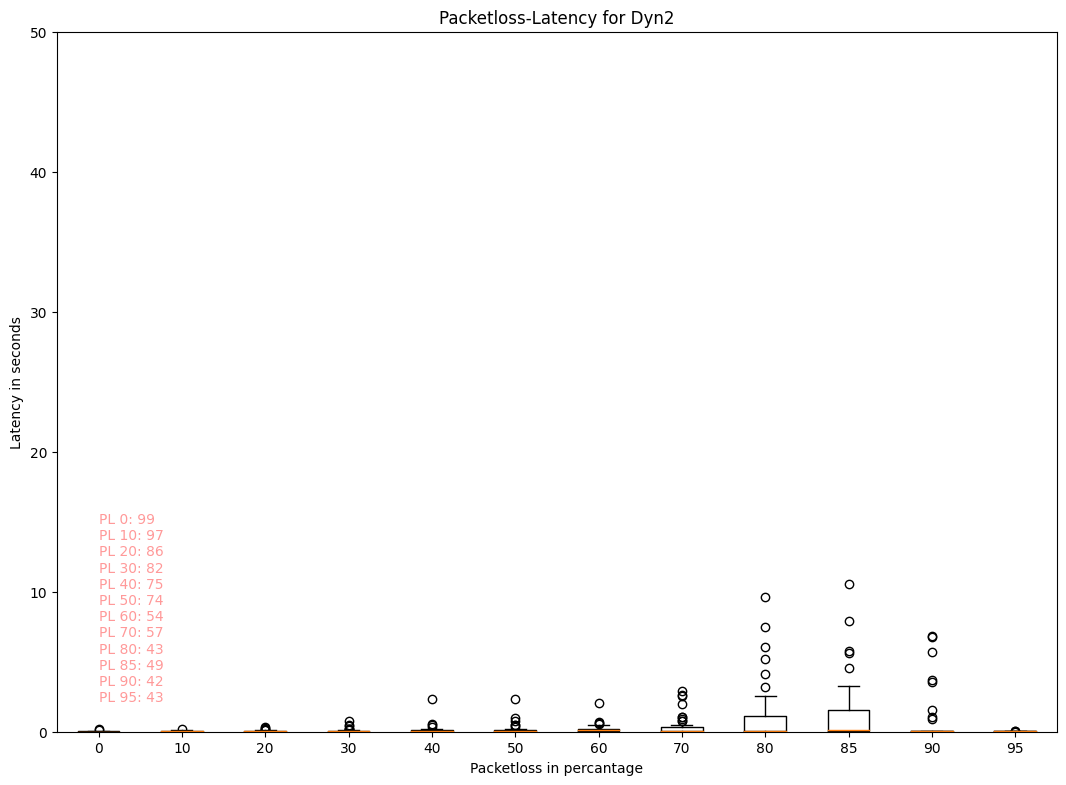 Packetloss-Latency for Dyn2
50
40
30
20
10
0
Latency in seconds
PL 0: 99
PL 10: 97
PL 20: 86
PL 30: 82
PL 40: 75
PL 50: 74
PL 60: 54
PL 70: 57
PL 80: 43
PL 85: 49
PL 90: 42
PL 95: 43
0 10 20 30 40 50 60 70 80 85 90 95
Packetloss in percantage